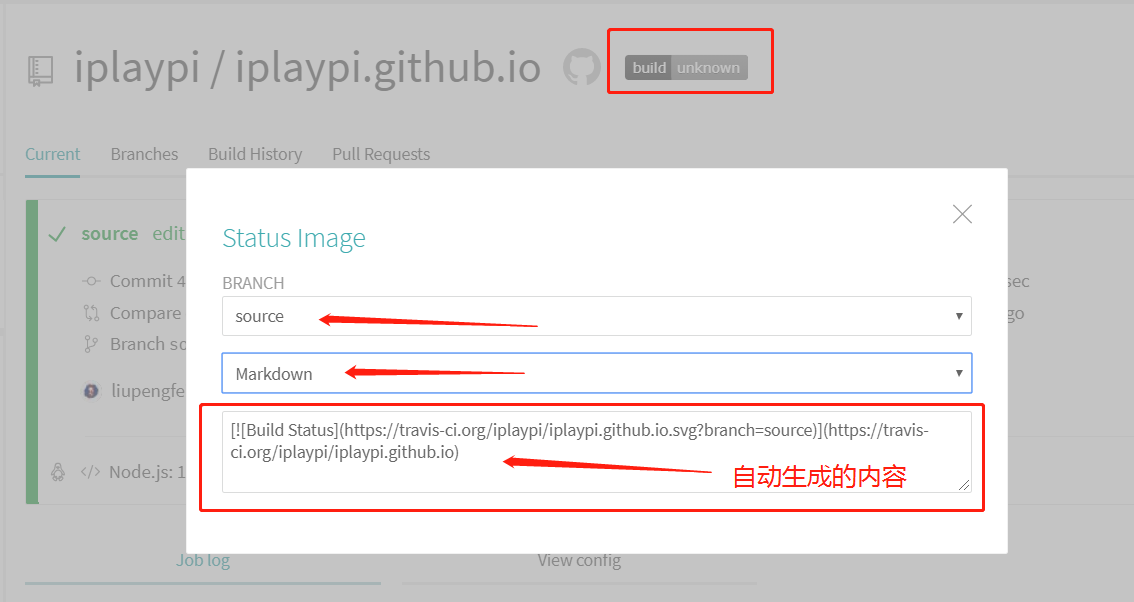 iplaypi / iplaypi.github.io
build unknown
Current Branches Build History Pull Requests
Status Image
source edit
BRANCH
Commit 4
sec
source
Compare
go
Branch
Markdown
liupengfe
[![Build Status](https://travis-ci.org/iplaypi/iplaypi.github.io.svg?branch=source)](https://travis-
ci.org/iplaypi/iplaypi.github.io)
</> Node.js: 1
自动生成的内容
Job log View config